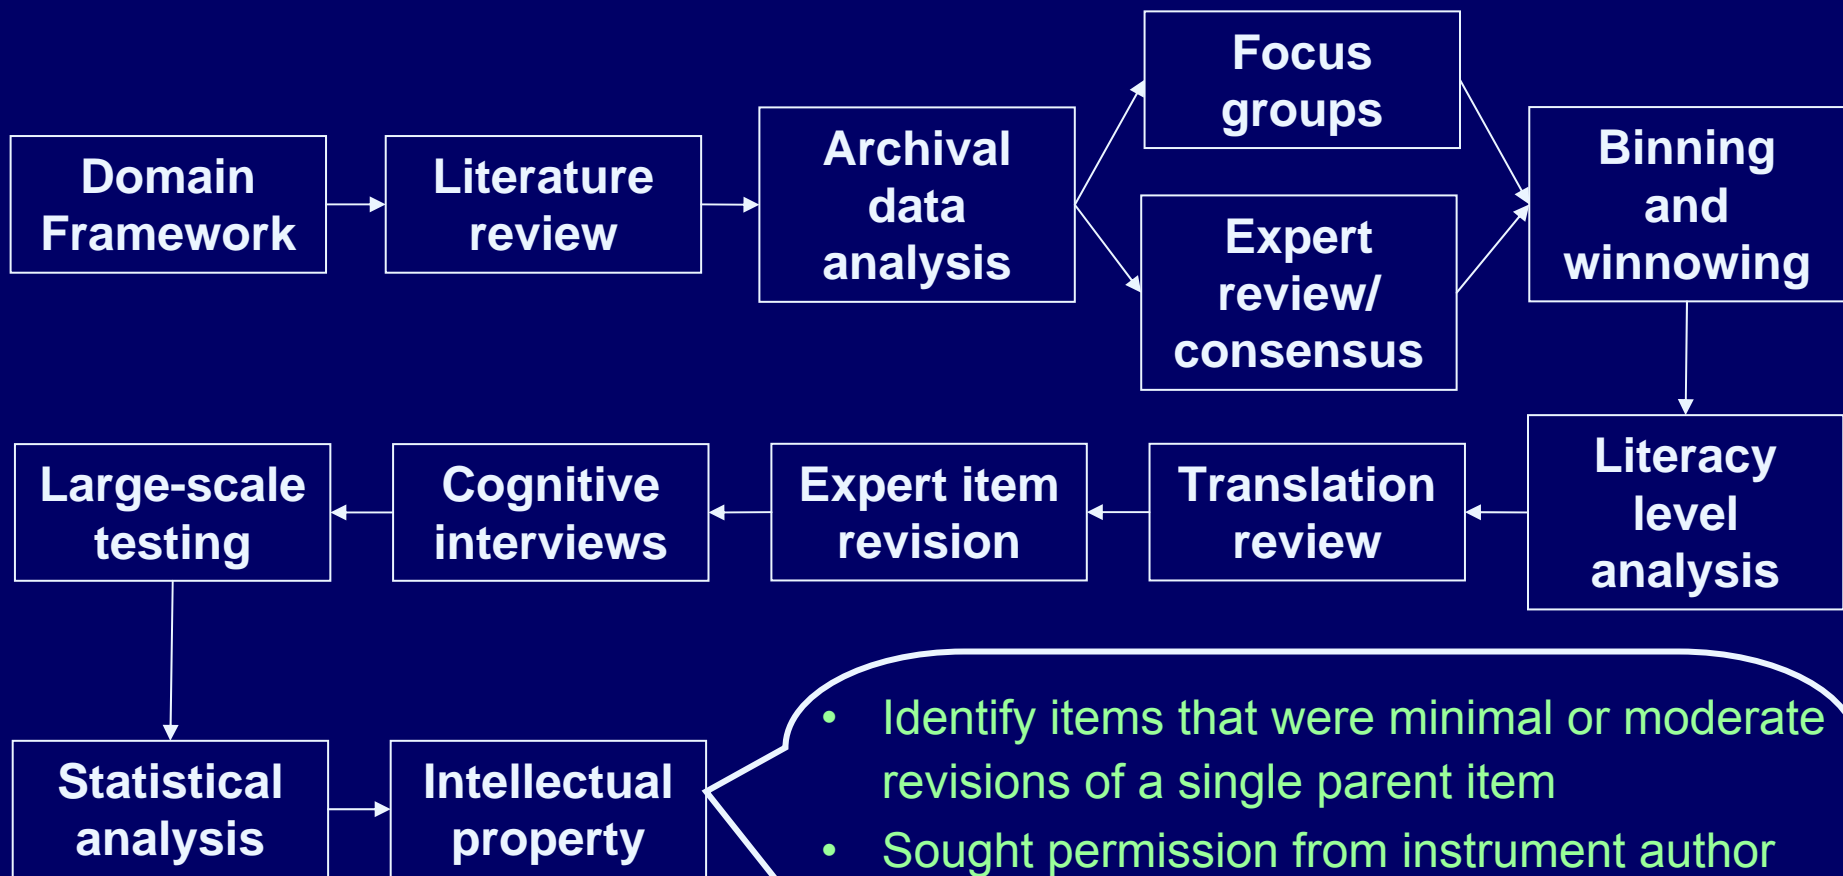 Domain
Framework
Literature
review
Archival
data
analysis
Focus
groups
Expert
review/
consensus
Binning
and
winnowing
Literacy
level
analysis
Translation
review
Expert item
revision
Cognitive
interviews
Large-scale
testing
Statistical
analysis
Intellectual
property
• Identify items that were minimal or moderate
revisions of a single parent item
• Sought permission from instrument author